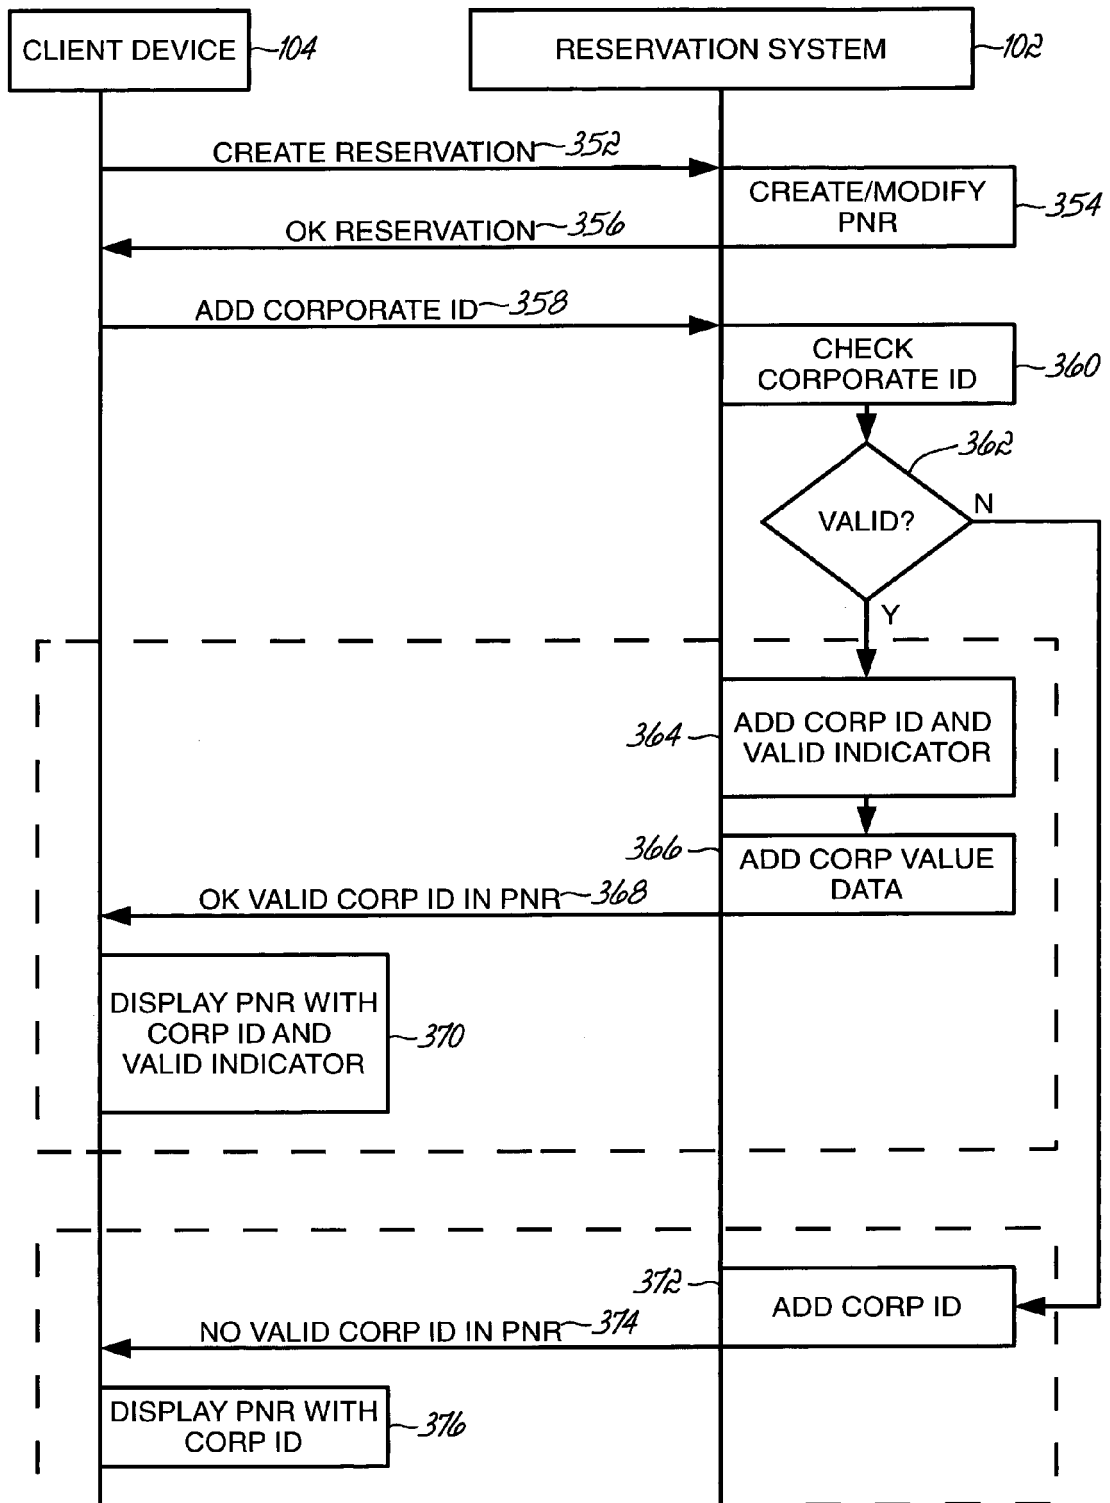 CLIENT DEVICE 104
RESERVATION SYSTEM 102
CREATE RESERVATION 352
CREATE/MODIFY
PNR
354
OK RESERVATION 356
ADD CORPORATE ID 358
CHECK
CORPORATE ID
360
362
VALID?
N
Y
364
ADD CORP ID AND
VALID INDICATOR
366
ADD CORP VALUE
DATA
OK VALID CORP ID IN PNR 368
DISPLAY PNR WITH
CORP ID AND
VALID INDICATOR
370
372
ADD CORP ID
NO VALID CORP ID IN PNR 374
DISPLAY PNR WITH
CORP ID
376